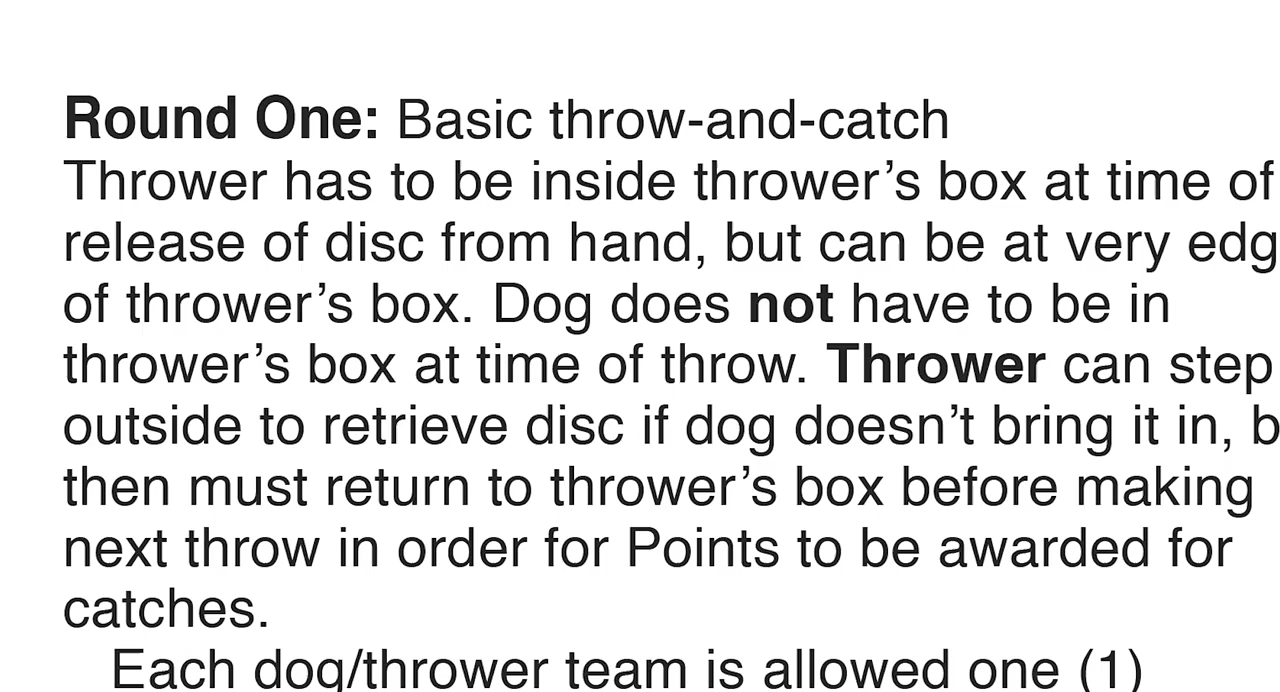 Round One: Basic throw-and-catch
Thrower has to be inside thrower’s box at time of
release of disc from hand, but can be at very edg
of thrower’s box. Dog does not have to be in
thrower’s box at time of throw. Thrower can step
outside to retrieve disc if dog doesn’t bring it in, b
then must return to thrower’s box before making
next throw in order for Points to be awarded for
catches.
Each dog/thrower team is allowed one (1)